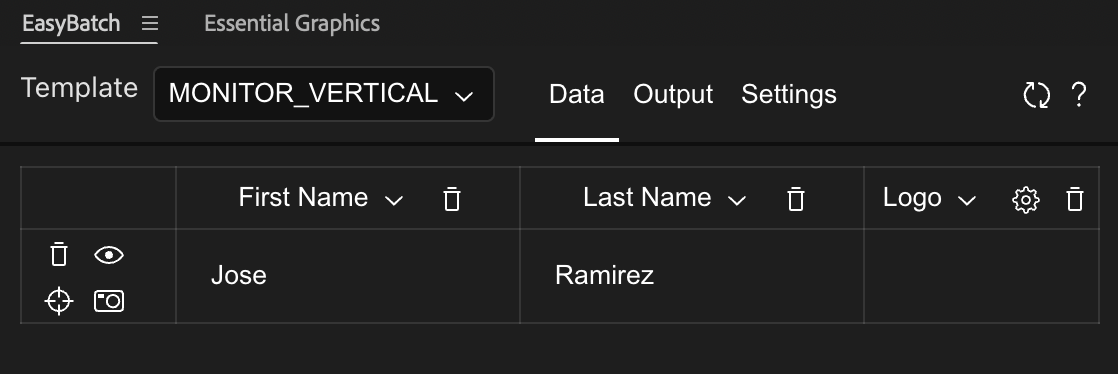 EasyBatch Essential Graphics
Template MONITOR_VERTICAL Data Output Settings ?
First Name Last Name Logo
Jose Ramirez